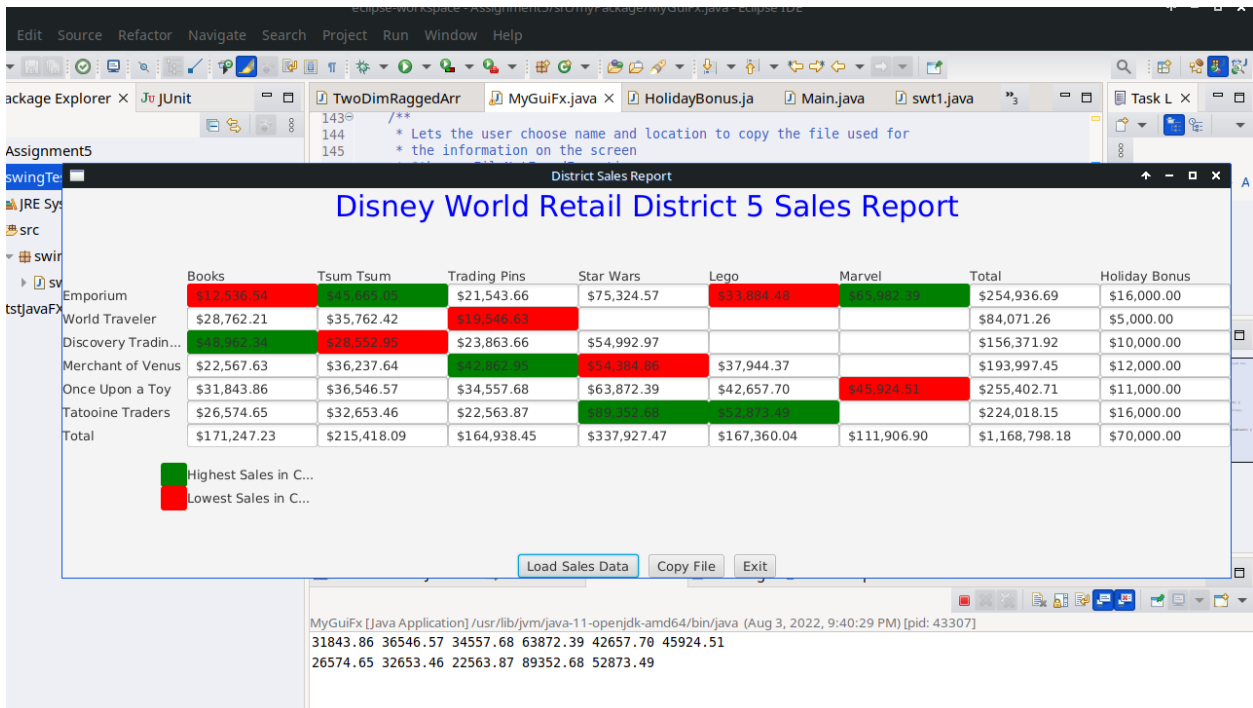 eclipse-workspace - Assignment5/src/myPackage/MyGuiFx.java - Eclipse IDE
Edit Source Refactor Navigate Search Project Run Window Help
ackage Explorer JUnit TwoDimRaggedArr MyGuiFx.java HolidayBonus.ja Main.java swt1.java »3 Task L
143 /**
144 * Lets the user choose name and location to copy the file used for
145 * the information on the screen
Assignment5
swingTe
JRE Sys
src
swin
sw
tstJavaFX
District Sales Report
Disney World Retail District 5 Sales Report
Books Tsum Tsum Trading Pins Star Wars Lego Marvel Total Holiday Bonus
Emporium $12,536.54 $45,665.05 $21,543.66 $75,324.57 $33,884.48 $65,982.39 $254,936.69 $16,000.00
World Traveler $28,762.21 $35,762.42 $19,546.63 $84,071.26 $5,000.00
Discovery Tradin... $48,962.34 $28,552.95 $23,863.66 $54,992.97 $156,371.92 $10,000.00
Merchant of Venus $22,567.63 $36,237.64 $42,862.95 $54,384.86 $37,944.37 $193,997.45 $12,000.00
Once Upon a Toy $31,843.86 $36,546.57 $34,557.68 $63,872.39 $42,657.70 $45,924.51 $255,402.71 $11,000.00
Tatooine Traders $26,574.65 $32,653.46 $22,563.87 $89,352.68 $52,873.49 $224,018.15 $16,000.00
Total $171,247.23 $215,418.09 $164,938.45 $337,927.47 $167,360.04 $111,906.90 $1,168,798.18 $70,000.00
Highest Sales in C...
Lowest Sales in C...
Load Sales Data Copy File Exit
MyGuiFx [Java Application] /usr/lib/jvm/java-11-openjdk-amd64/bin/java (Aug 3, 2022, 9:40:29 PM) [pid: 43307]
31843.86 36546.57 34557.68 63872.39 42657.70 45924.51
26574.65 32653.46 22563.87 89352.68 52873.49